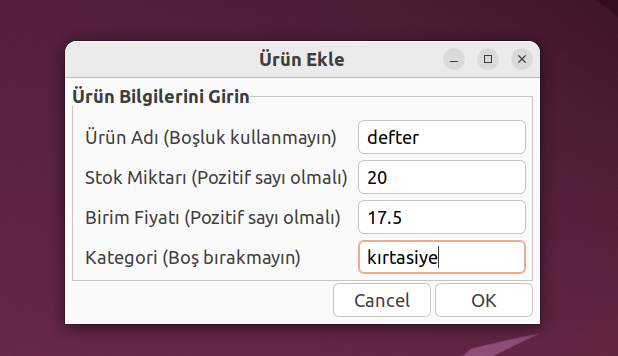 Ürün Ekle
Ürün Bilgilerini Girin
Ürün Adı (Boşluk kullanmayın) defter
Stok Miktarı (Pozitif sayı olmalı) 20
Birim Fiyatı (Pozitif sayı olmalı) 17.5
Kategori (Boş bırakmayın) kırtasiye
Cancel OK